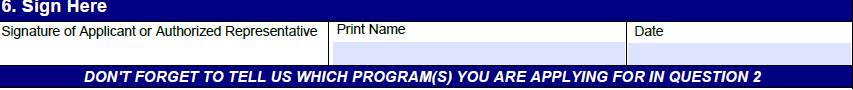 6. Sign Here
Signature of Applicant or Authorized Representative Print Name Date
DON'T FORGET TO TELL US WHICH PROGRAM(S) YOU ARE APPLYING FOR IN QUESTION 2